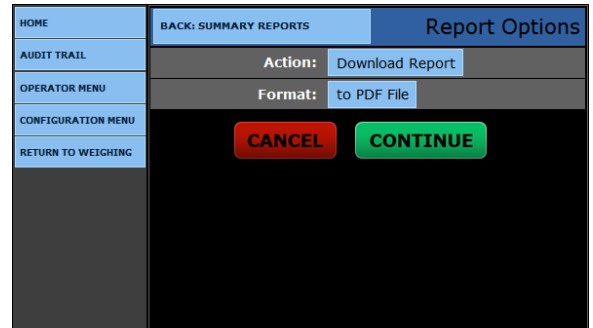 HOME
AUDIT TRAIL
OPERATOR MENU
CONFIGURATION MENU
RETURN TO WEIGHING
BACK: SUMMARY REPORTS
Report Options
Action: Download Report
Format: to PDF File
CANCEL CONTINUE